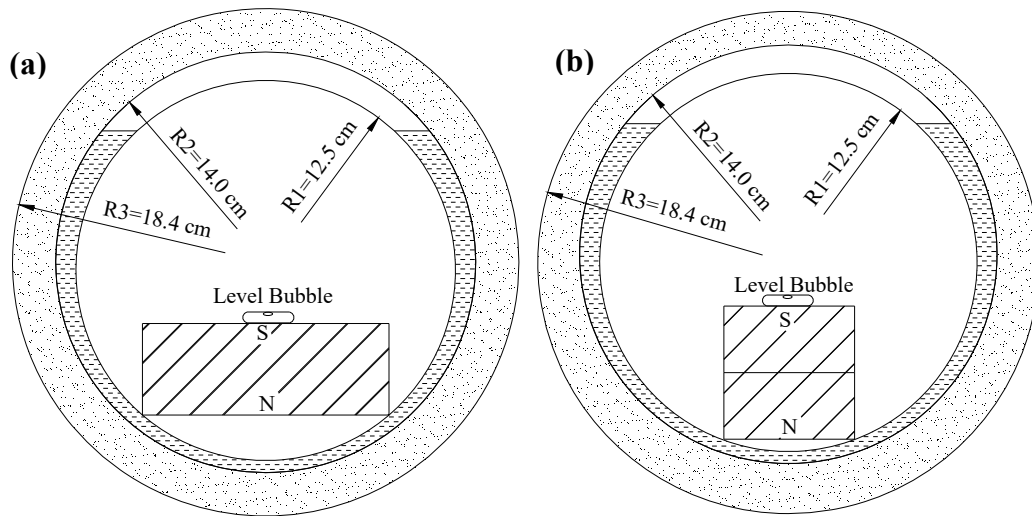 (a)
R2=14.0 cm
R1=12.5 cm
R3=18.4 cm
Level Bubble
S
N
(b)
R2=14.0 cm
R1=12.5 cm
R3=18.4 cm
Level Bubble
S
N